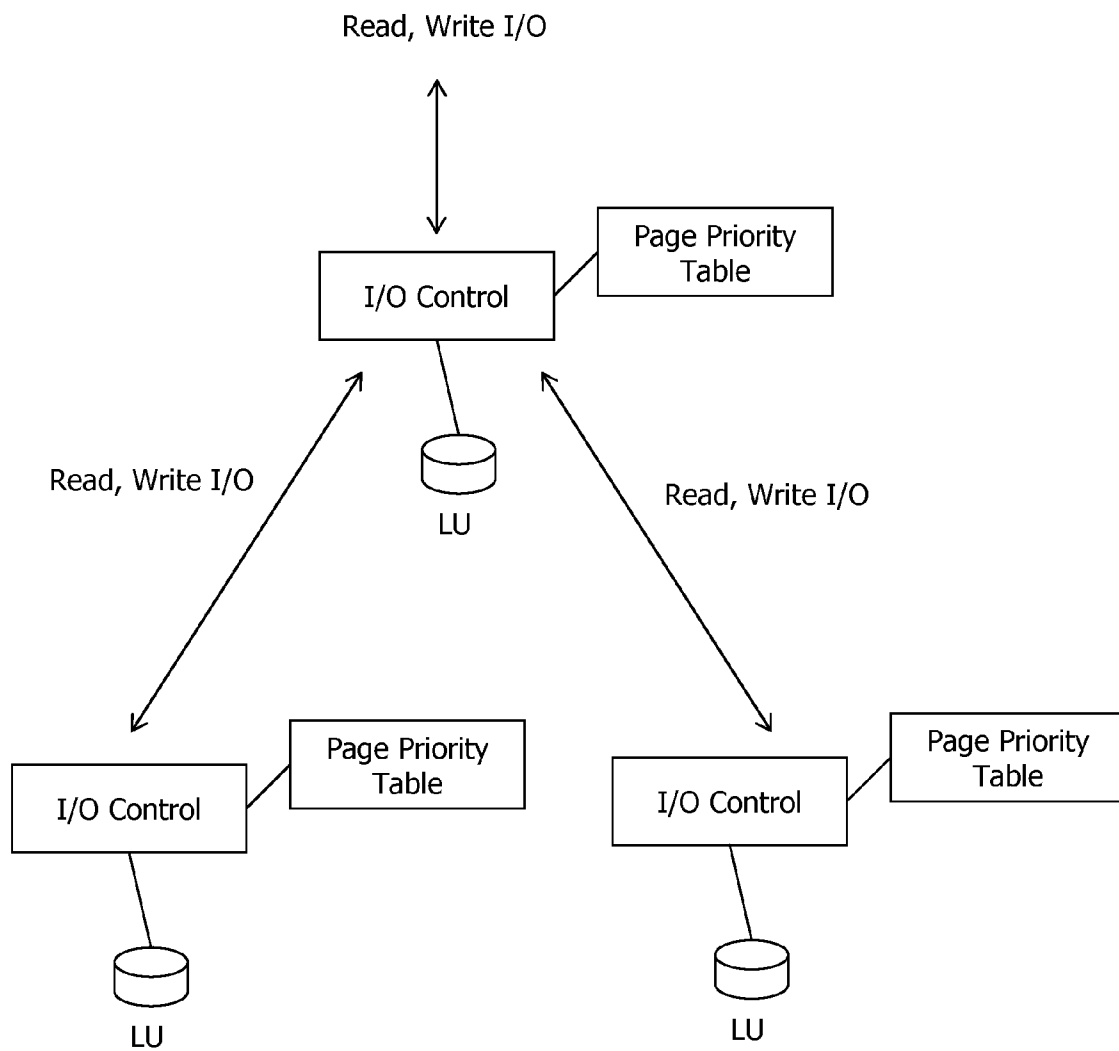 Read, Write I/O
Page Priority
Table
I/O Control
LU
Read, Write I/O
Read, Write I/O
Page Priority
Table
I/O Control
LU
Page Priority
Table
I/O Control
LU